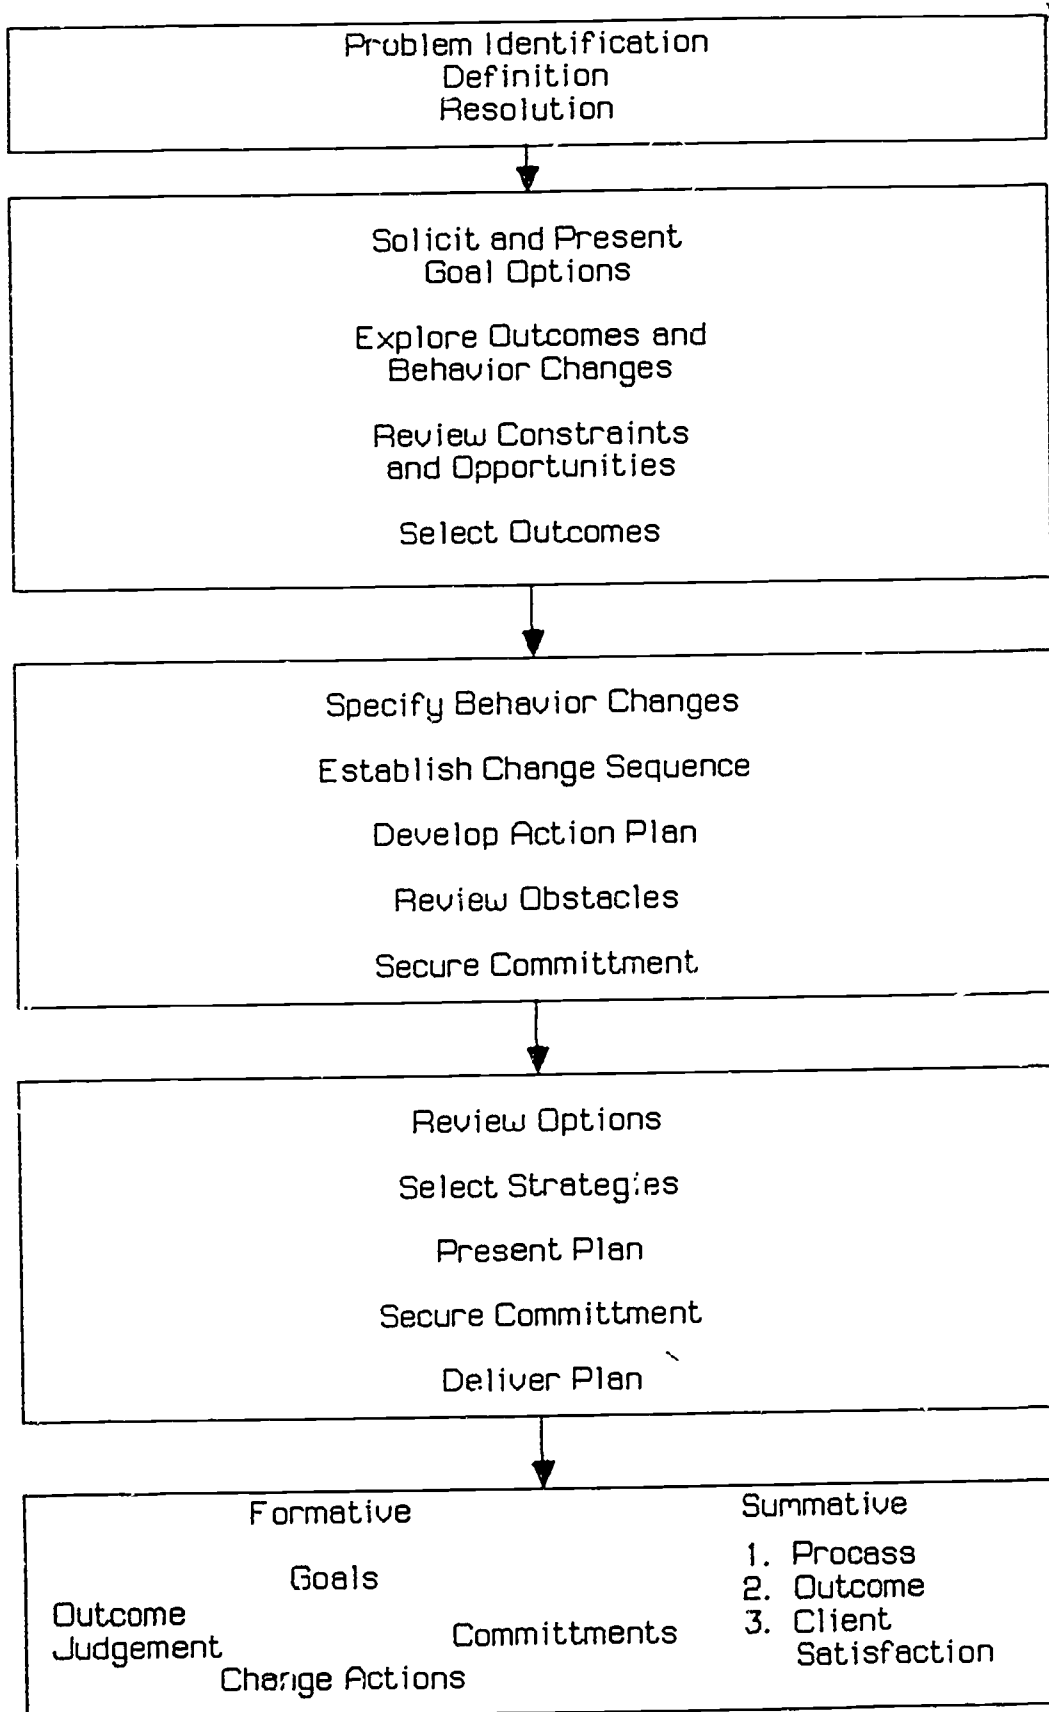 Problem Identification
Definition
Resolution
Solicit and Present
Goal Options
Explore Outcomes and
Behavior Changes
Review Constraints
and Opportunities
Select Outcomes
Specify Behavior Changes
Establish Change Sequence
Develop Action Plan
Review Obstacles
Secure Committment
Review Options
Select Strategies
Present Plan
Secure Committment
Deliver Plan
Formative
Goals
Outcome
Judgement
Committments
Change Actions
Summative
1. Procass
2. Outcome
3. Client
Satisfaction